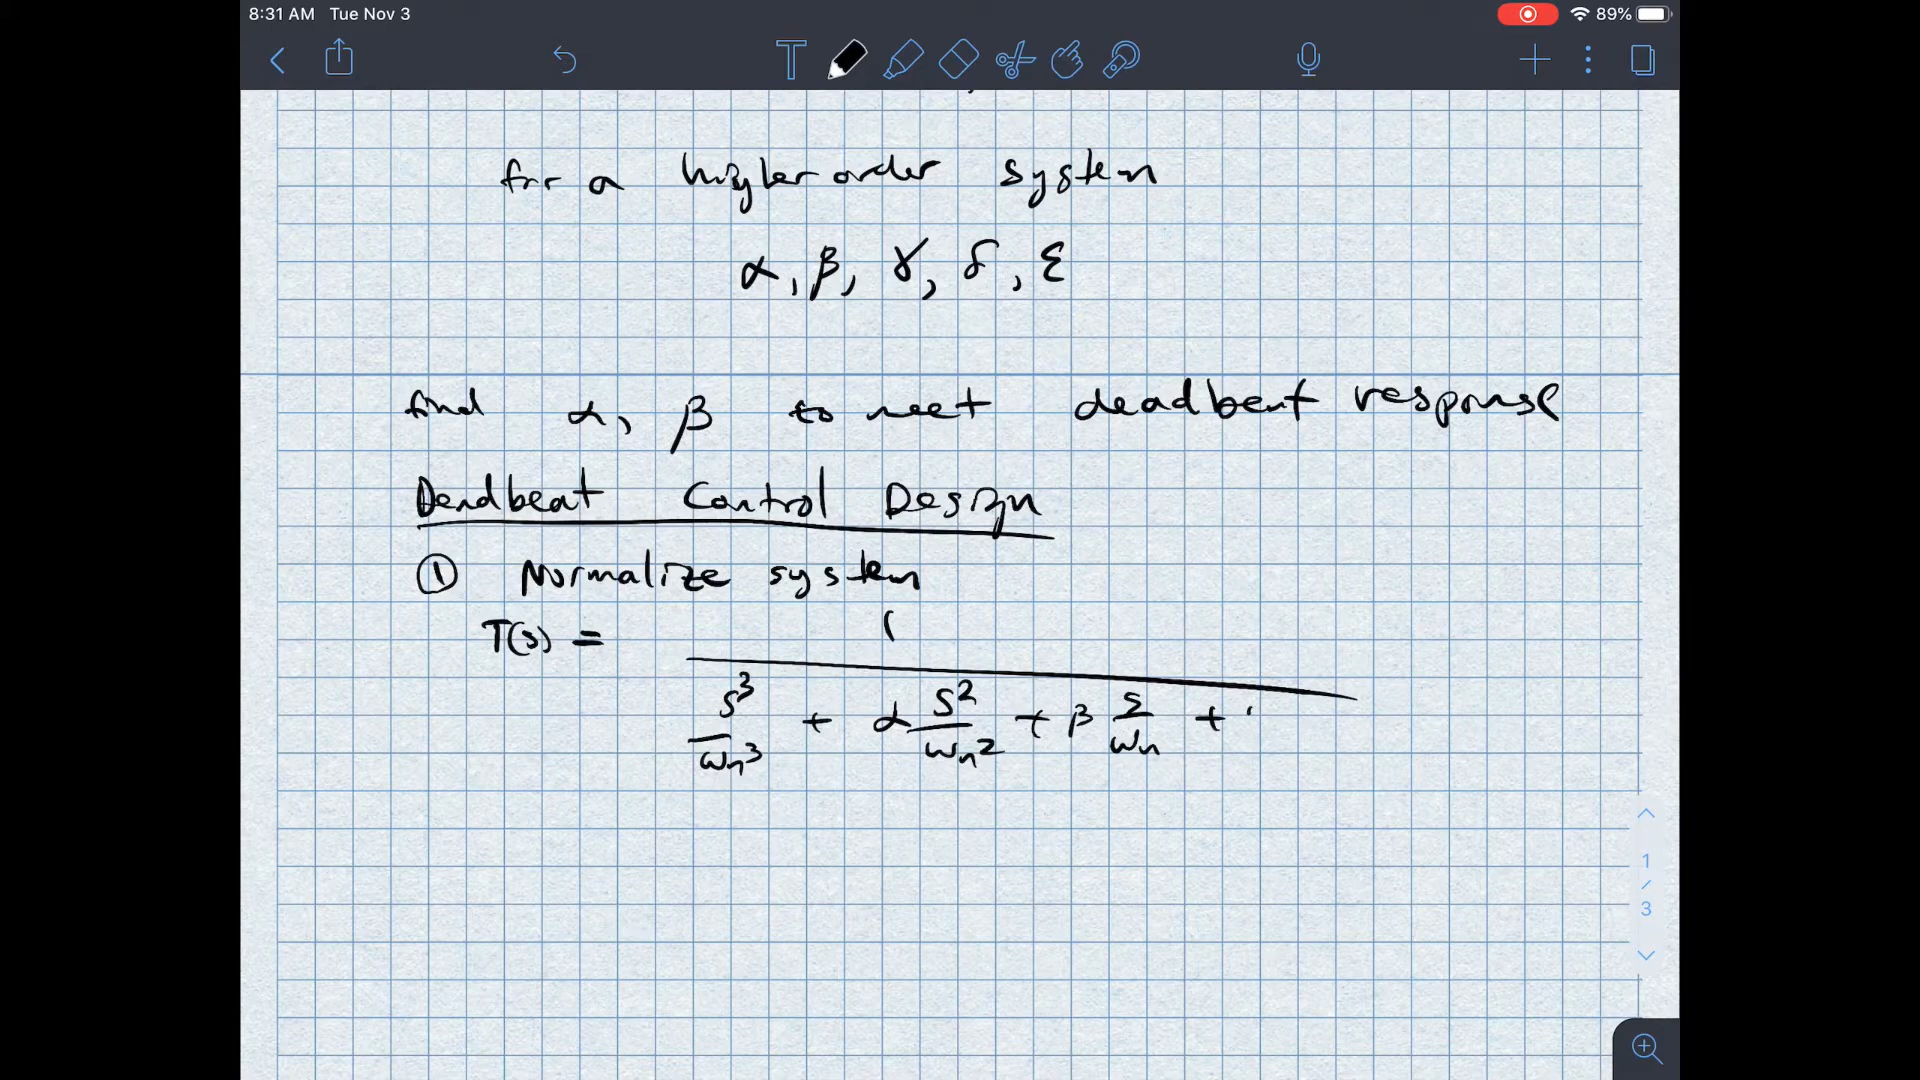 8:31 AM Tue Nov 3 89%
for a higher order system
α, β, γ, δ, ε
find α, β to meet deadbeat response
Deadbeat Control Design
① Normalize system
T(s) = 1
s³/ωn³ + α s²/ωn² + β s/ωn +
1
/
3